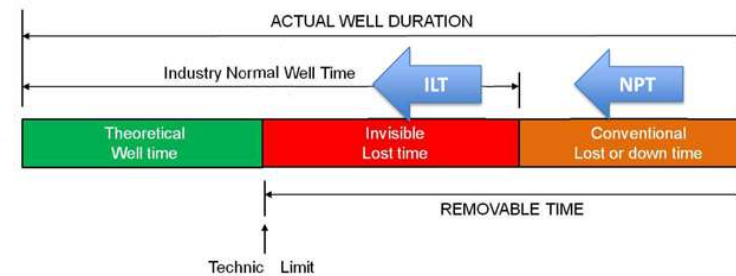 ACTUAL WELL DURATION
Industry Normal Well Time
ILT
NPT
Theoretical
Well time
Invisible
Lost time
Conventional
Lost or down time
REMOVABLE TIME
Technic Limit